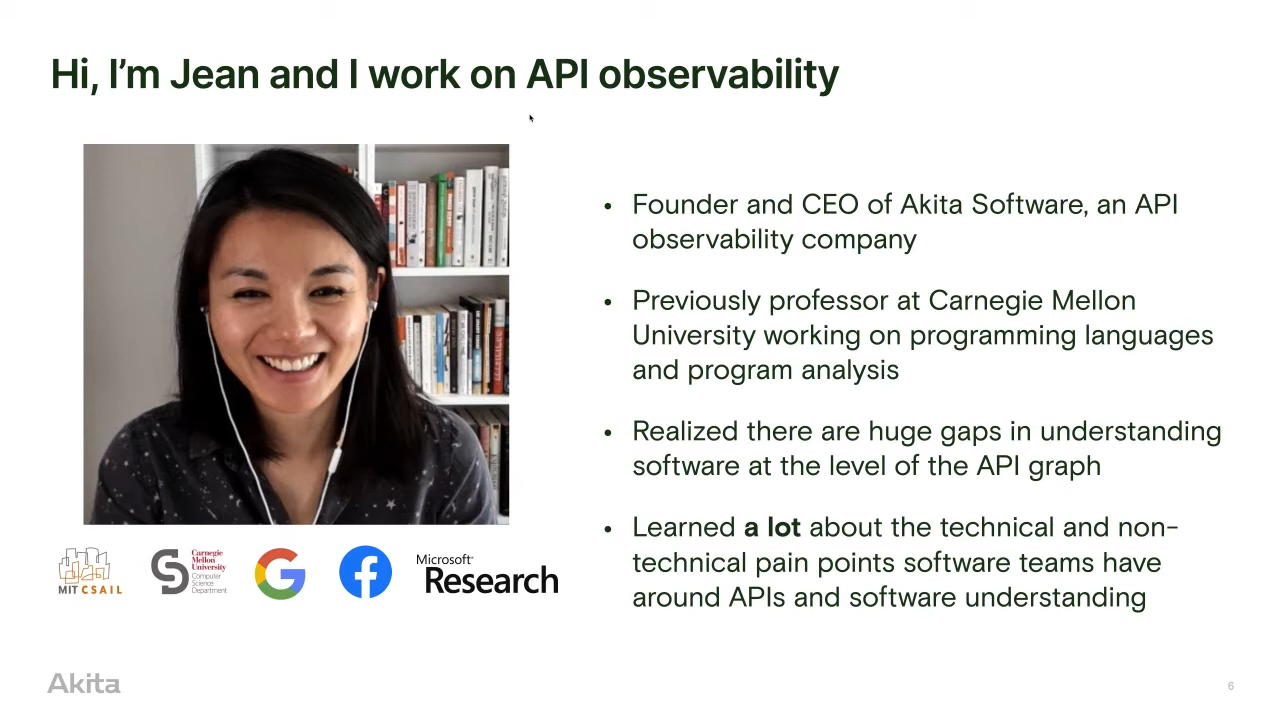 Hi, I'm Jean and I work on API observability
• Founder and CEO of Akita Software, an API
observability company
• Previously professor at Carnegie Mellon
University working on programming languages
and program analysis
• Realized there are huge gaps in understanding
software at the level of the API graph
• Learned a lot about the technical and non-
technical pain points software teams have
around APIs and software understanding
MIT CSAIL
Carnegie
Mellon
University
Computer
Science
Department
Microsoft®
Research
Akita
6